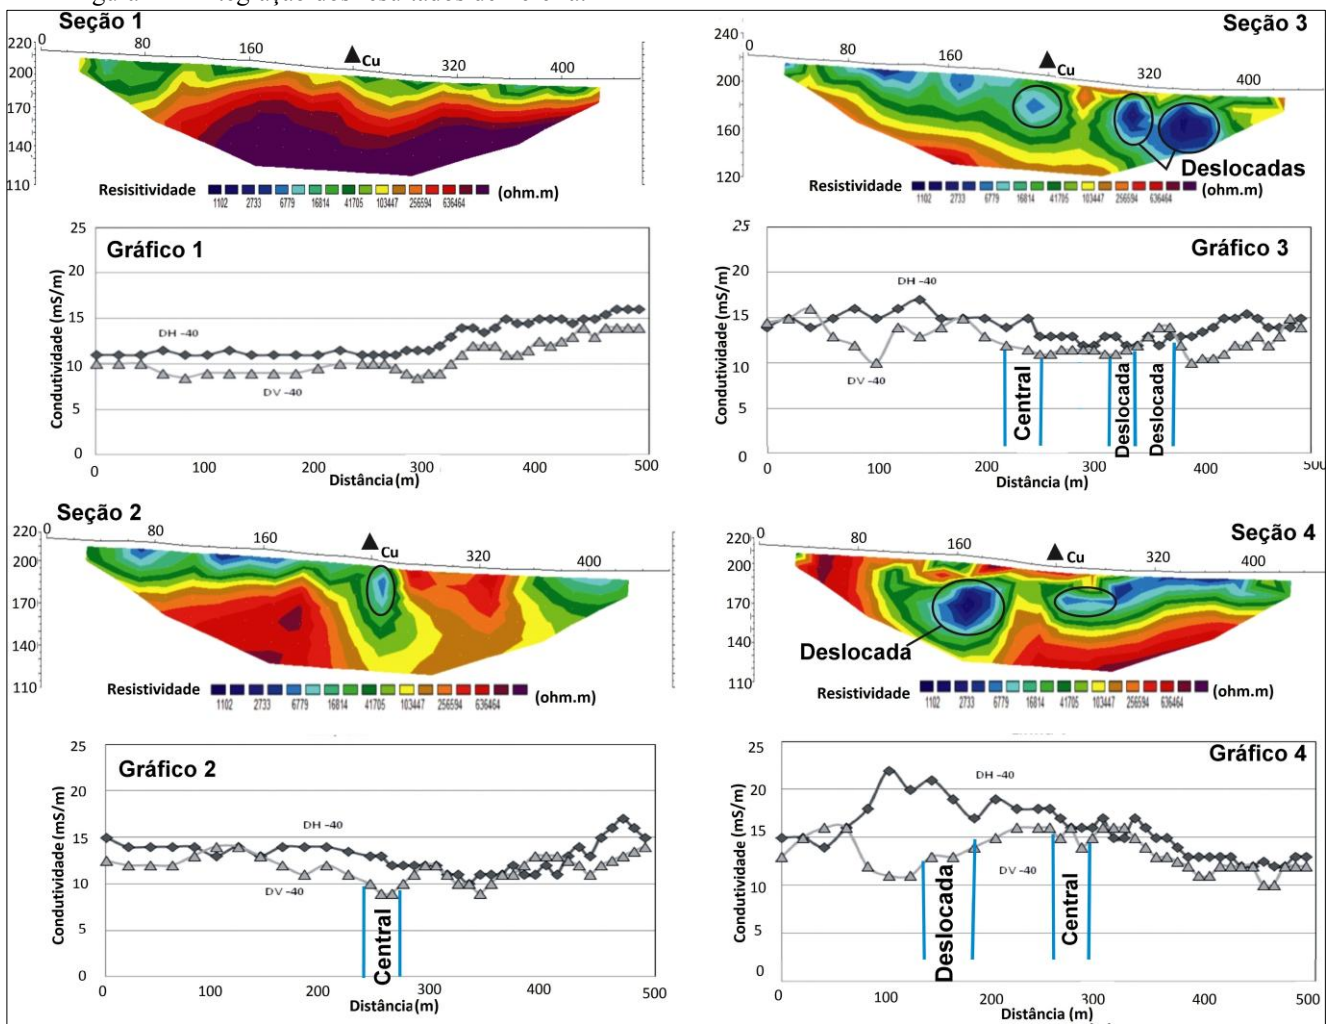 Seção 1
220
0
80
160
Cu
320
400
200
170
140
110
Resisitividade
(ohm.m)
1102
2733
6779
16814
41705
103447
256594
636464
Gráfico 1
Condutividade (mS/m)
25
20
15
10
5
0
DH -40
DV -40
0
100
200
300
400
500
Distância (m)
Seção 2
220
0
80
160
Cu
320
400
200
170
140
110
Resistividade
(ohm.m)
1102
2733
6779
16814
41705
103447
256594
636464
Gráfico 2
Condutividade (mS/m)
25
20
15
10
5
0
DH -40
DV -40
Central
0
100
200
300
400
500
Distância (m)
Seção 3
240
0
80
Cu
320
400
200
160
120
Deslocadas
Resistividade
(ohm.m)
1102
2733
6779
16814
41705
103447
256594
636464
Gráfico 3
Condutividade (mS/m)
25
20
15
10
5
0
DH -40
DV -40
Central
Deslocada
Deslocada
0
100
200
300
400
Distância (m)
Seção 4
220
0
80
160
Cu
320
400
200
170
140
110
Deslocada
Resistividade
(ohm.m)
1102
2733
6779
16814
41705
103447
256594
636464
Gráfico 4
Condutividade (mS/m)
25
20
15
10
5
0
DH -40
DV -40
Deslocada
Central
0
100
200
300
400
500
Distância (m)